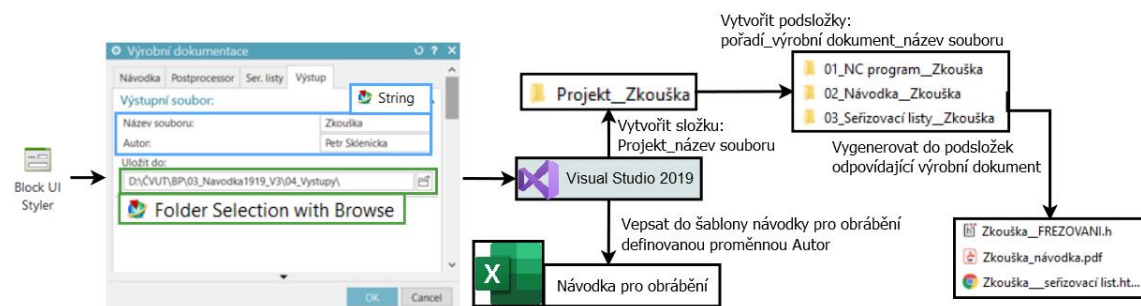 Block UI
Styler
Výrobní dokumentace
Návodka Postprocessor Ser. listy Výstup
Výstupní soubor:
String
Název souboru: Zkouška
Autor: Petr Sklenicka
Uložit do:
D:\ČVUT\BP\03_Navodka1919_V3\04_Vystupy\
Folder Selection with Browse
OK Cancel
Projekt__Zkouška
Vytvořit složku:
Projekt_název souboru
Visual Studio 2019
Vepsat do šablony návodky pro obrábění
definovanou proměnnou Autor
X
Návodka pro obrábění
Vytvořit podsložky:
pořadí_výrobní dokument_název souboru
01_NC program__Zkouška
02_Návodka__Zkouška
03_Seřizovací listy__Zkouška
Vygenerovat do podsložek
odpovídající výrobní dokument
Zkouška__FREZOVANI.h
Zkouška_návodka.pdf
Zkouška___seřizovací list.ht...